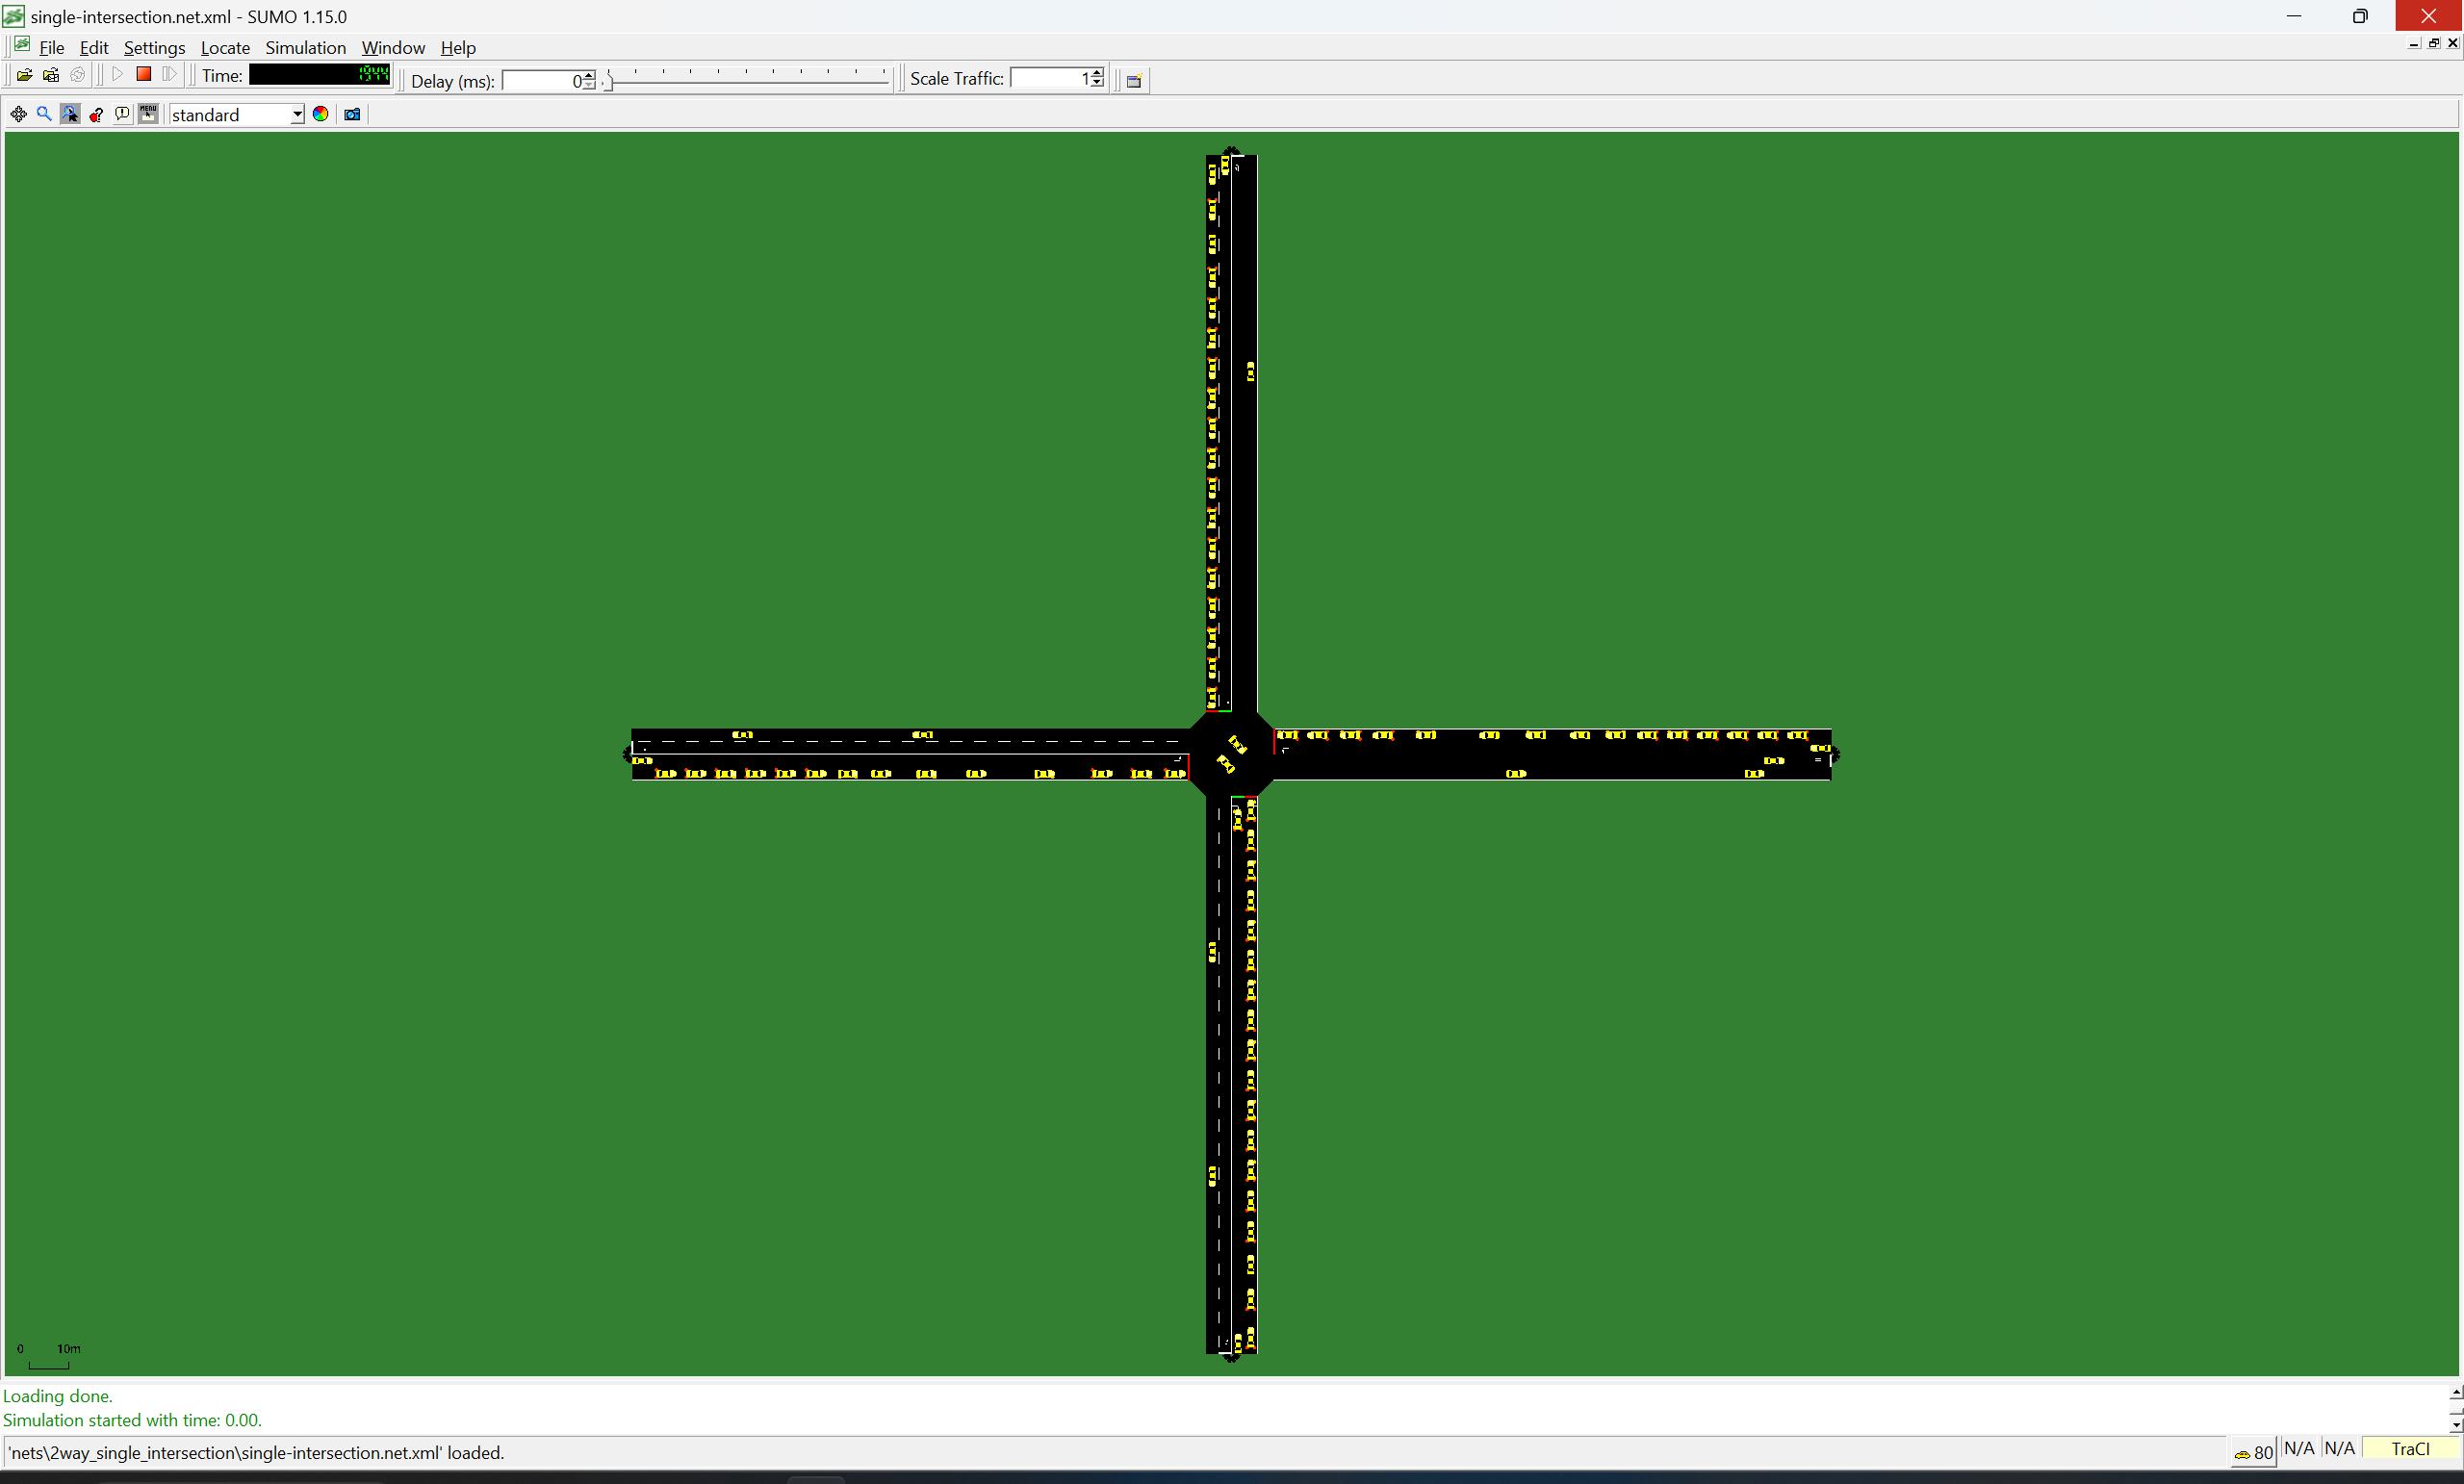 single-intersection.net.xml - SUMO 1.15.0
File Edit Settings Locate Simulation Window Help
Time: 1944 Delay (ms): 0 Scale Traffic: 1
MENU standard
0 10m
Loading done.
Simulation started with time: 0.00.
'nets\2way_single_intersection\single-intersection.net.xml' loaded. 80 N/A N/A TraCI